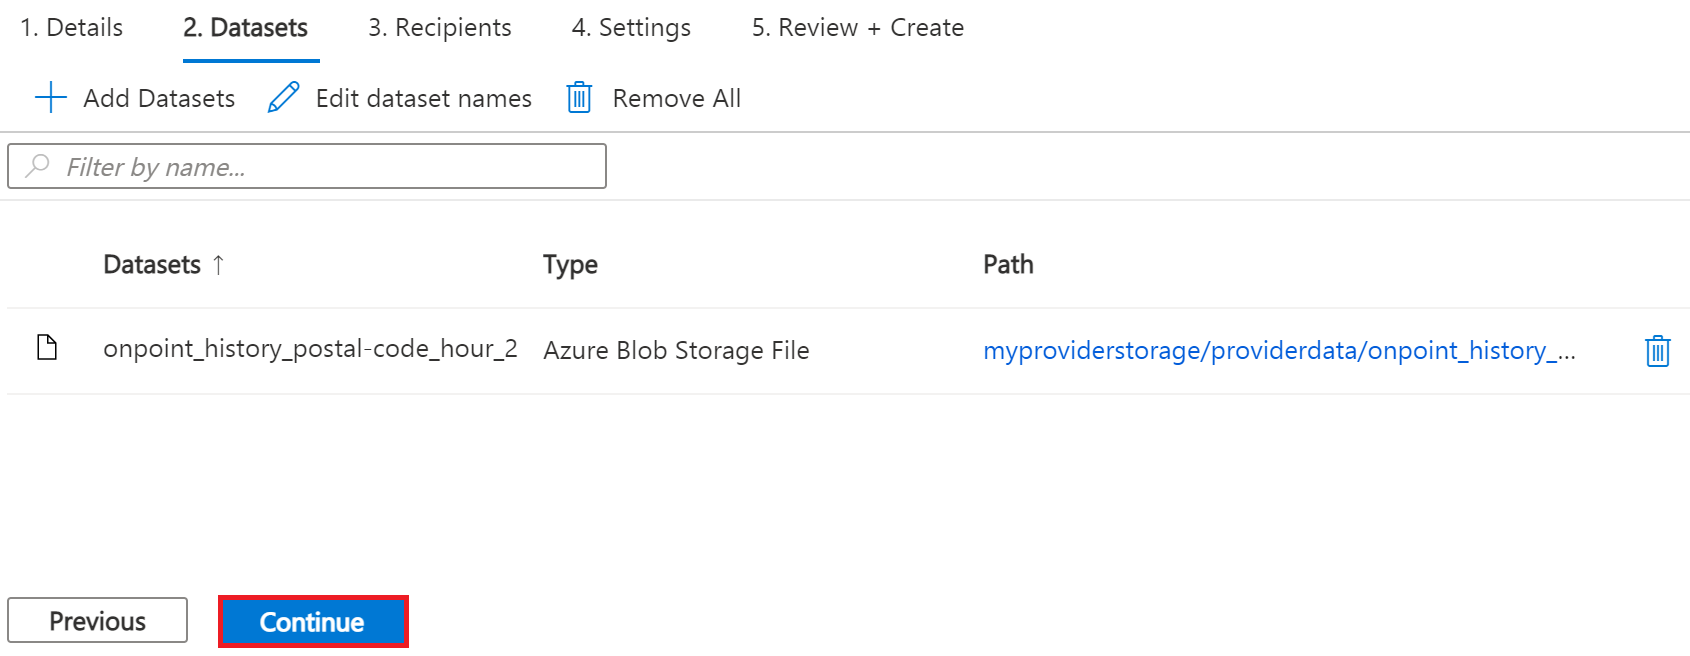 1. Details 2. Datasets 3. Recipients 4. Settings 5. Review + Create
Add Datasets Edit dataset names Remove All
Filter by name...
Datasets ↑ Type Path
onpoint_history_postal-code_hour_2 Azure Blob Storage File myproviderstorage/providerdata/onpoint_history_...
Previous Continue